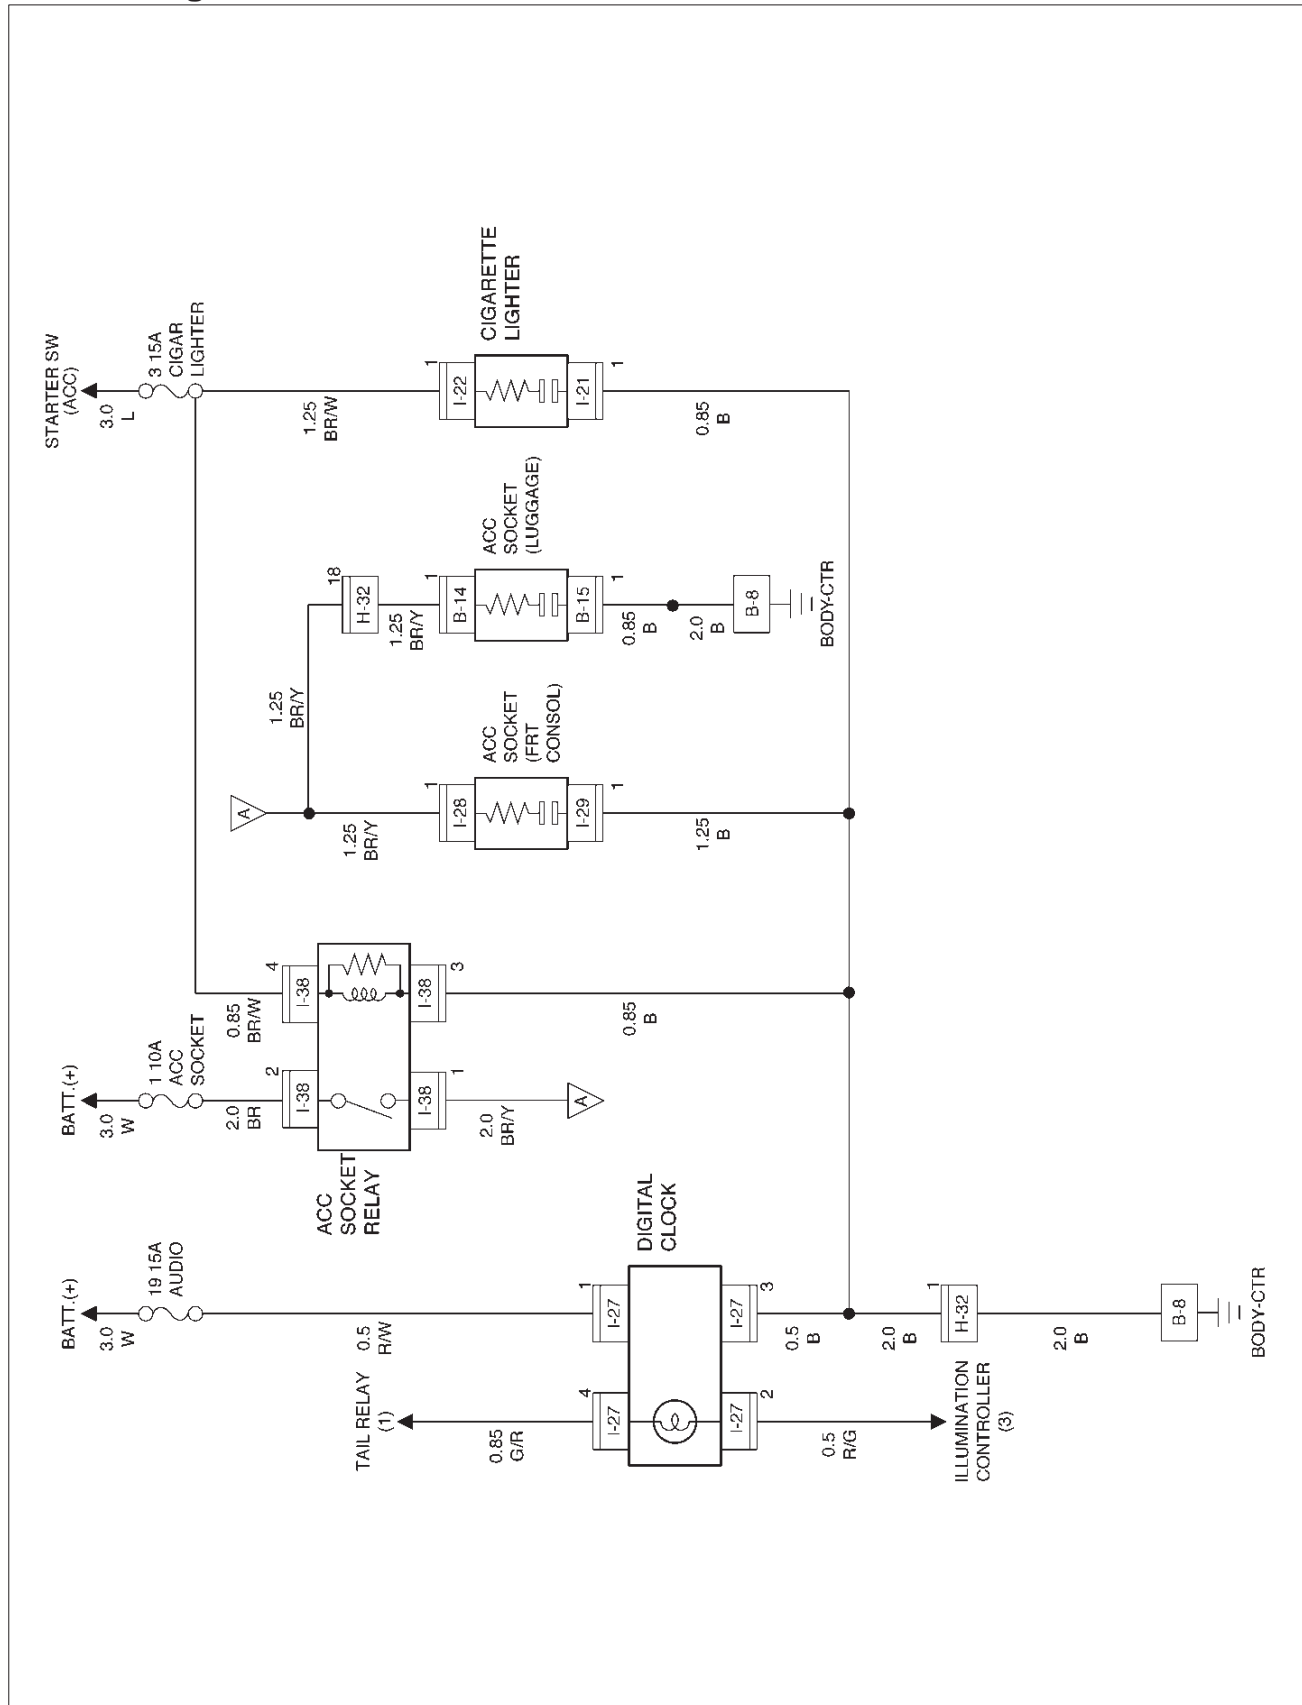 BATT.(+)
3.0
W
19 15A
AUDIO
0.5
R/W
TAIL RELAY
(1)
0.85
G/R
4
I-27
1
I-27
DIGITAL
CLOCK
I-27
2
I-27
3
0.5
R/G
ILLUMINATION
CONTROLLER
(3)
0.5
B
2.0
B
1
H-32
2.0
B
B-8
BODY-CTR
BATT.(+)
3.0
W
1 10A
ACC
SOCKET
2.0
BR
0.85
BR/W
2
I-38
4
I-38
ACC
SOCKET
RELAY
I-38
1
I-38
3
2.0
BR/Y
A
0.85
B
A
1.25
BR/Y
1.25
BR/Y
1
I-28
ACC
SOCKET
(FRT
CONSOL)
I-29
1
1.25
B
18
H-32
1.25
BR/Y
1
B-14
ACC
SOCKET
(LUGGAGE)
B-15
1
0.85
B
2.0
B
B-8
BODY-CTR
STARTER SW
(ACC)
3.0
L
3 15A
CIGAR
LIGHTER
1.25
BR/W
1
I-22
CIGARETTE
LIGHTER
I-21
1
0.85
B